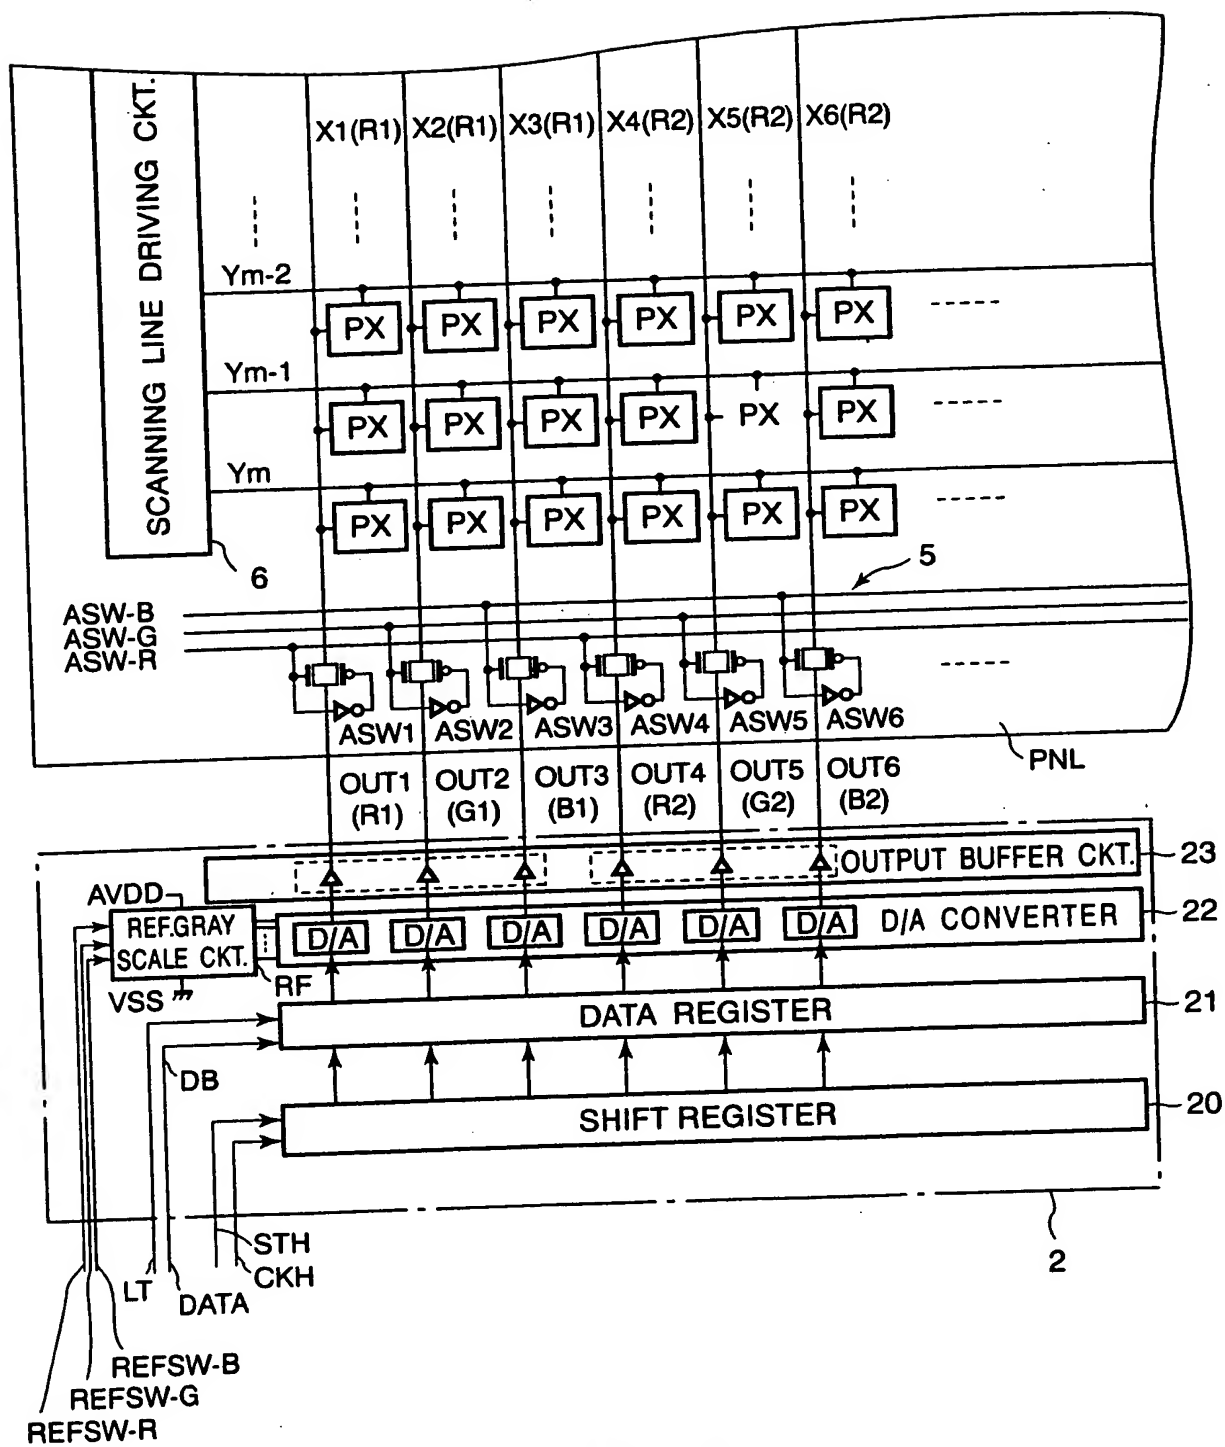 SCANNING LINE DRIVING CKT.
X1(R1) X2(R1) X3(R1) X4(R2) X5(R2) X6(R2)
Ym-2
PX PX PX PX PX PX
Ym-1
PX PX PX PX PX PX
Ym
PX PX PX PX PX PX
6
5
ASW-B
ASW-G
ASW-R
ASW1 ASW2 ASW3 ASW4 ASW5 ASW6
PNL
OUT1 OUT2 OUT3 OUT4 OUT5 OUT6
(R1) (G1) (B1) (R2) (G2) (B2)
OUTPUT BUFFER CKT.
23
AVDD
REF.GRAY
SCALE CKT.
RF
VSS
D/A D/A D/A D/A D/A D/A
D/A CONVERTER
22
DATA REGISTER
21
DB
SHIFT REGISTER
20
2
STH
CKH
LT
DATA
REFSW-B
REFSW-G
REFSW-R